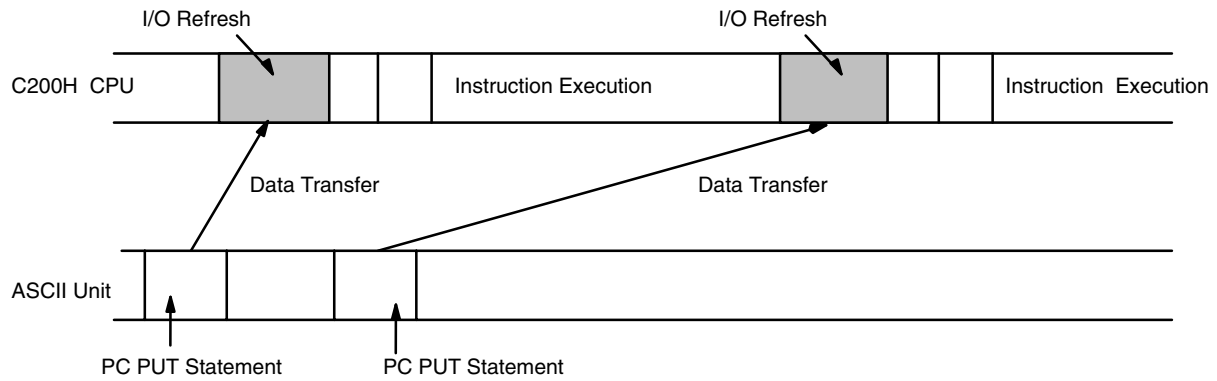 I/O Refresh
I/O Refresh
C200H CPU
Instruction Execution
Instruction Execution
Data Transfer
Data Transfer
ASCII Unit
PC PUT Statement
PC PUT Statement